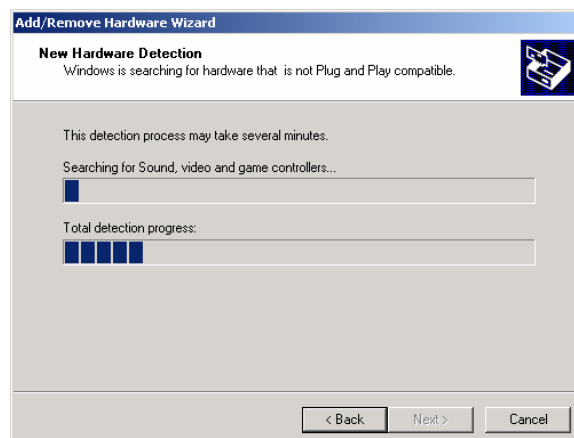 Add/Remove Hardware Wizard
New Hardware Detection
Windows is searching for hardware that is not Plug and Play compatible.
This detection process may take several minutes.
Searching for Sound, video and game controllers...
Total detection progress:
< Back
Next >
Cancel